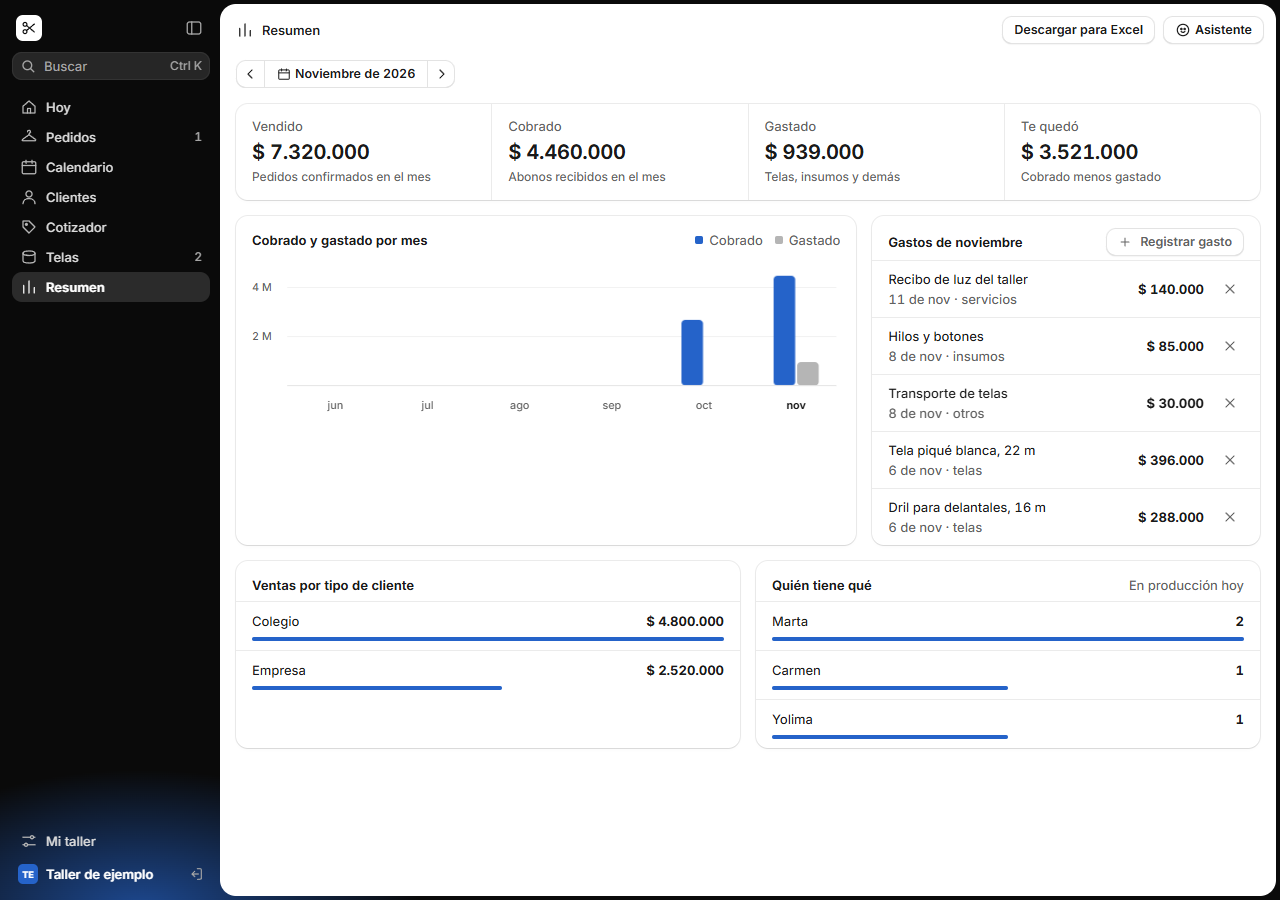 Resumen
Descargar para Excel
Asistente
Buscar
Ctrl K
Hoy
Pedidos
1
Calendario
Clientes
Cotizador
Telas
2
Resumen
Mi taller
TE
Taller de ejemplo
Noviembre de 2026
Vendido
$ 7.320.000
Pedidos confirmados en el mes
Cobrado
$ 4.460.000
Abonos recibidos en el mes
Gastado
$ 939.000
Telas, insumos y demás
Te quedó
$ 3.521.000
Cobrado menos gastado
Cobrado y gastado por mes
Cobrado
Gastado
4 M
2 M
jun
jul
ago
sep
oct
nov
Gastos de noviembre
Registrar gasto
Recibo de luz del taller
11 de nov · servicios
$ 140.000
Hilos y botones
8 de nov · insumos
$ 85.000
Transporte de telas
8 de nov · otros
$ 30.000
Tela piqué blanca, 22 m
6 de nov · telas
$ 396.000
Dril para delantales, 16 m
6 de nov · telas
$ 288.000
Ventas por tipo de cliente
Colegio
$ 4.800.000
Empresa
$ 2.520.000
Quién tiene qué
En producción hoy
Marta
2
Carmen
1
Yolima
1